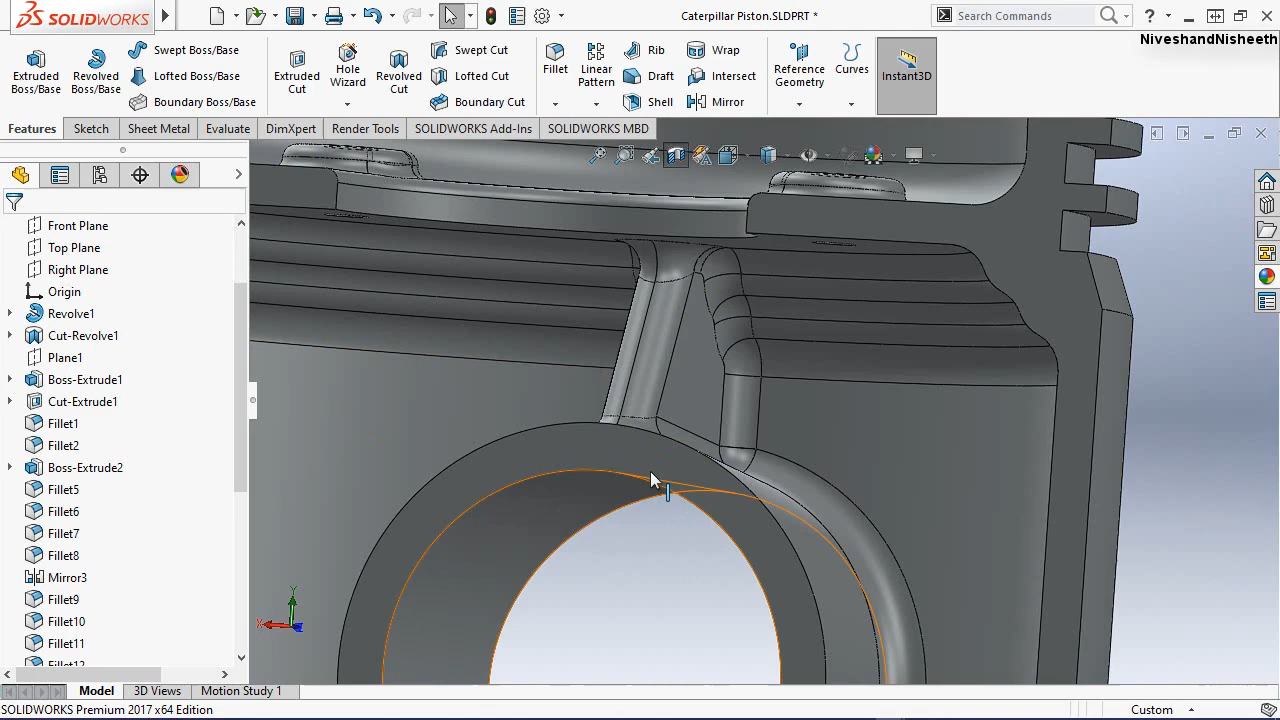 SOLIDWORKS
Caterpillar Piston.SLDPRT
Search Commands
NiveshandNisheeth
Extruded Boss/Base
Revolved Boss/Base
Swept Boss/Base
Lofted Boss/Base
Boundary Boss/Base
Extruded Cut
Hole Wizard
Revolved Cut
Swept Cut
Lofted Cut
Boundary Cut
Fillet
Linear Pattern
Rib
Draft
Shell
Wrap
Intersect
Mirror
Reference Geometry
Curves
Instant3D
Features
Sketch
Sheet Metal
Evaluate
DimXpert
Render Tools
SOLIDWORKS Add-Ins
SOLIDWORKS MBD
Front Plane
Top Plane
Right Plane
Origin
Revolve1
Cut-Revolve1
Plane1
Boss-Extrude1
Cut-Extrude1
Fillet1
Fillet2
Boss-Extrude2
Fillet5
Fillet6
Fillet7
Fillet8
Mirror3
Fillet9
Fillet10
Fillet11
Fillet12
Y
X
Model
3D Views
Motion Study 1
SOLIDWORKS Premium 2017 x64 Edition
Custom